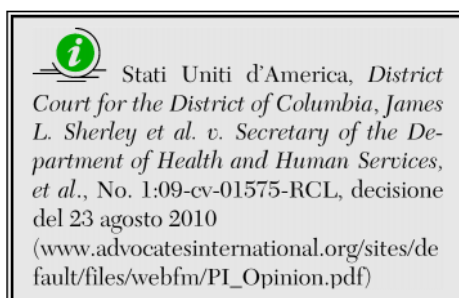 i
Stati Uniti d'America, District
Court for the District of Columbia, James
L. Sherley et al. v. Secretary of the De-
partment of Health and Human Services,
et al., No. 1:09-cv-01575-RCL, decisione
del 23 agosto 2010
(www.advocatesinternational.org/sites/de
fault/files/webfm/PI_Opinion.pdf)